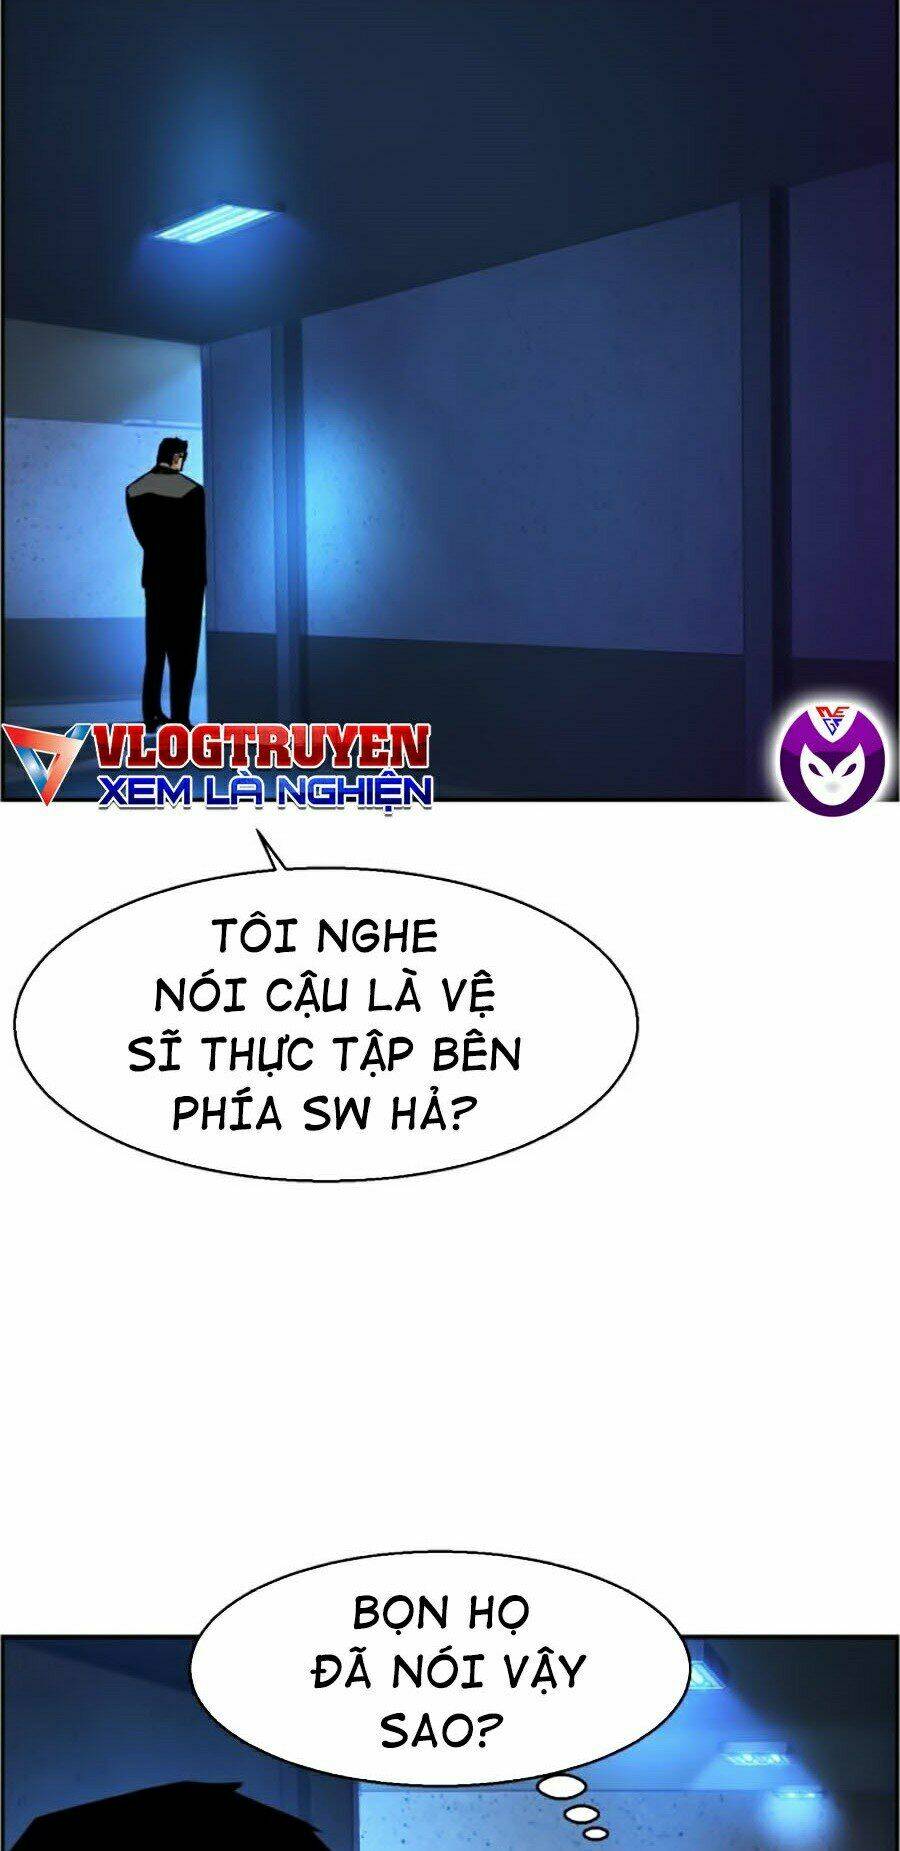 VLOGTRUYEN
XEM LÀ NGHIỆN
TÔI NGHE
NÓI CẬU LÀ VỆ
SĨ THỰC TẬP BÊN
PHÍA SW HẢ?
BỌN HỌ
ĐÃ NÓI VẬY
SAO?